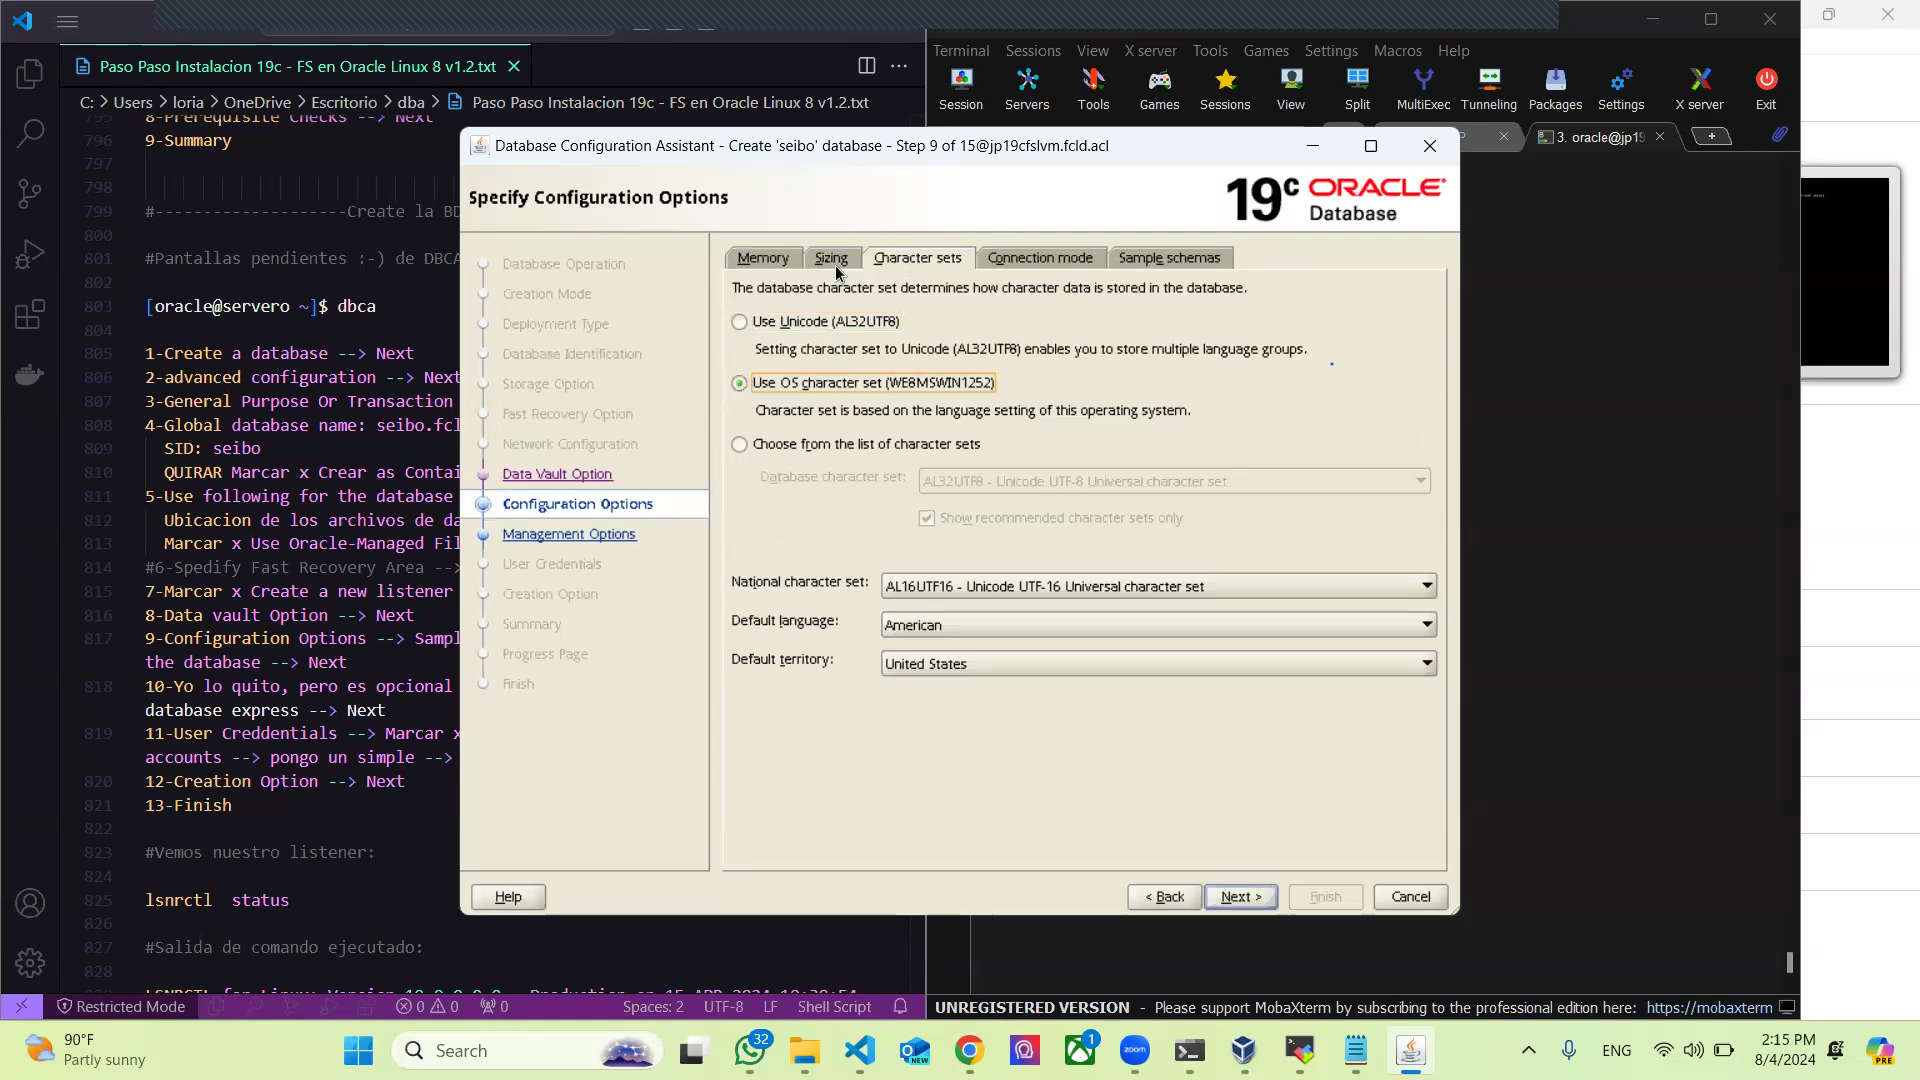 Paso Paso Instalacion 19c - FS en Oracle Linux 8 v1.2.txt
C: > Users > loria > OneDrive > Escritorio > dba > Paso Paso Instalacion 19c - FS en Oracle Linux 8 v1.2.txt
795 8-Prerequisite Checks --> Next
796 9-Summary
797
798
799 #--------------------Create la BD
800
801 #Pantallas pendientes :-) de DBCA
802
803 [oracle@servero ~]$ dbca
804
805 1-Create a database --> Next
806 2-advanced configuration --> Next
807 3-General Purpose Or Transaction
808 4-Global database name: seibo.fcl
809 SID: seibo
810 QUIRAR Marcar x Crear as Contai
811 5-Use following for the database
812 Ubicacion de los archivos de da
813 Marcar x Use Oracle-Managed Fil
814 #6-Spedify Fast Recovery Area --
815 7-Marcar x Create a new listener
816 8-Data vault Option --> Next
817 9-Configuration Options --> Sampl
the database --> Next
818 10-Yo lo quito, pero es opcional
database express --> Next
819 11-User Creddentials --> Marcar x
accounts --> pongo un simple -->
820 12-Creation Option --> Next
821 13-Finish
822
823 #Vemos nuestro listener:
824
825 lsnrctl status
826
827 #Salida de comando ejecutado:
828
Restricted Mode
0 0
0
Spaces: 2 UTF-8 LF Shell Script
Terminal Sessions View X server Tools Games Settings Macros Help
Session Servers Tools Games Sessions View Split MultiExec Tunneling Packages Settings X server Exit
3. oracle@jp19
Database Configuration Assistant - Create 'seibo' database - Step 9 of 15@jp19cfslvm.fcld.acl
Specify Configuration Options
19c ORACLE
Database
Database Operation
Creation Mode
Deployment Type
Database Identification
Storage Option
Fast Recovery Option
Network Configuration
Data Vault Option
Configuration Options
Management Options
User Credentials
Creation Option
Summary
Progress Page
Finish
Memory Sizing Character sets Connection mode Sample schemas
The database character set determines how character data is stored in the database.
Use Unicode (AL32UTF8)
Setting character set to Unicode (AL32UTF8) enables you to store multiple language groups.
Use OS character set (WE8MSWIN1252)
Character set is based on the language setting of this operating system.
Choose from the list of character sets
Database character set: AL32UTF8 - Unicode UTF-8 Universal character set
Show recommended character sets only
National character set: AL16UTF16 - Unicode UTF-16 Universal character set
Default language: American
Default territory: United States
Help < Back Next > Finish Cancel
UNREGISTERED VERSION - Please support MobaXterm by subscribing to the professional edition here: https://mobaxterm
90°F
Partly sunny
Search
32
NEW
1
zoom
ENG
2:15 PM
8/4/2024
PRE